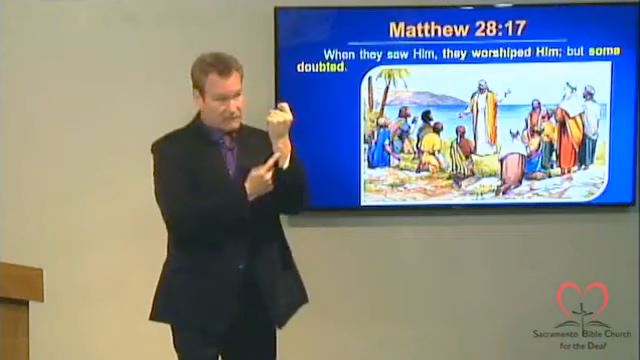 Matthew 28:17
When they saw Him, they worshiped Him; but some
doubted.
Sacramento Bible Church
for the Deaf